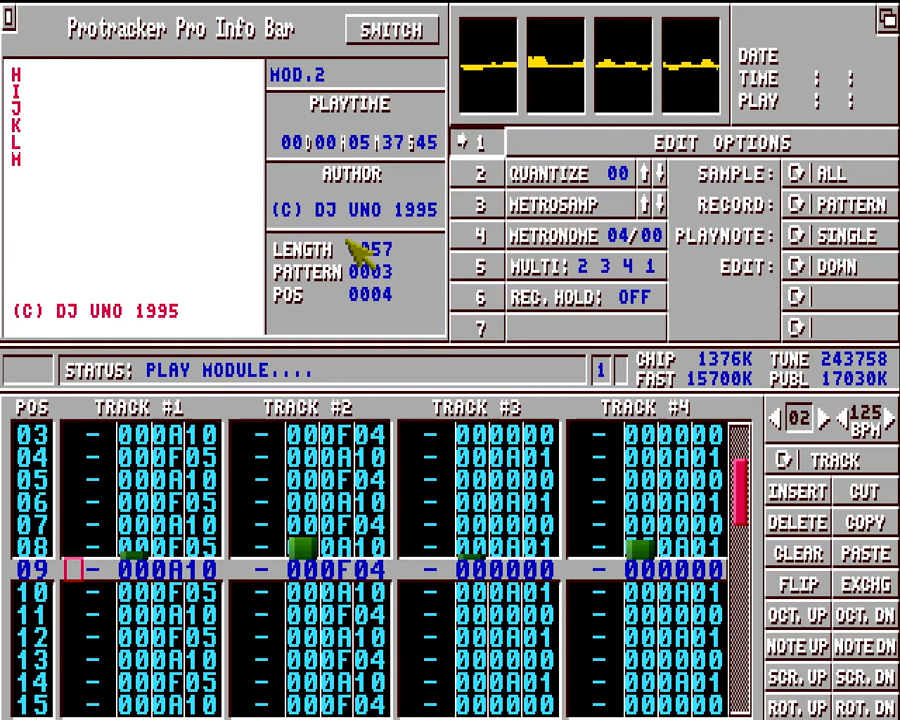 Protracker Pro Info Bar
SWITCH
H
I
J
K
L
M
(C) DJ UNO 1995
MOD.2
PLAYTIME
00D00H05M37S45
AUTHOR
(C) DJ UNO 1995
LENGTH 057
PATTERN 0003
POS 0004
DATE
TIME : :
PLAY : :
1 EDIT OPTIONS
2 QUANTIZE 00 SAMPLE: ALL
3 METROSAMP RECORD: PATTERN
4 METRONOME 04/00 PLAYNOTE: SINGLE
5 MULTI: 2 3 4 1 EDIT: DOWN
6 REC.HOLD: OFF
7
STATUS: PLAY MODULE.... 1
CHIP 1376K TUNE 243758
FAST 15700K PUBL 17030K
POS TRACK #1 TRACK #2 TRACK #3 TRACK #4
03 - 000A10 - 000F04 - 000000 - 000000
04 - 000F05 - 000A10 - 000A01 - 000A01
05 - 000A10 - 000F04 - 000000 - 000000
06 - 000F05 - 000A10 - 000A01 - 000A01
07 - 000A10 - 000F04 - 000000 - 000000
08 - 000F05 - 000A10 - 000A01 - 000A01
09 - 000A10 - 000F04 - 000000 - 000000
10 - 000F05 - 000A10 - 000A01 - 000A01
11 - 000A10 - 000F04 - 000000 - 000000
12 - 000F05 - 000A10 - 000A01 - 000A01
13 - 000A10 - 000F04 - 000000 - 000000
14 - 000F05 - 000A10 - 000A01 - 000A01
15 - 000A10 - 000F04 - 000000 - 000000
02 125 BPM
TRACK
INSERT CUT
DELETE COPY
CLEAR PASTE
FLIP EXCHG
OCT. UP OCT. DN
NOTE UP NOTE DN
SCR. UP SCR. DN
ROT. UP ROT. DN